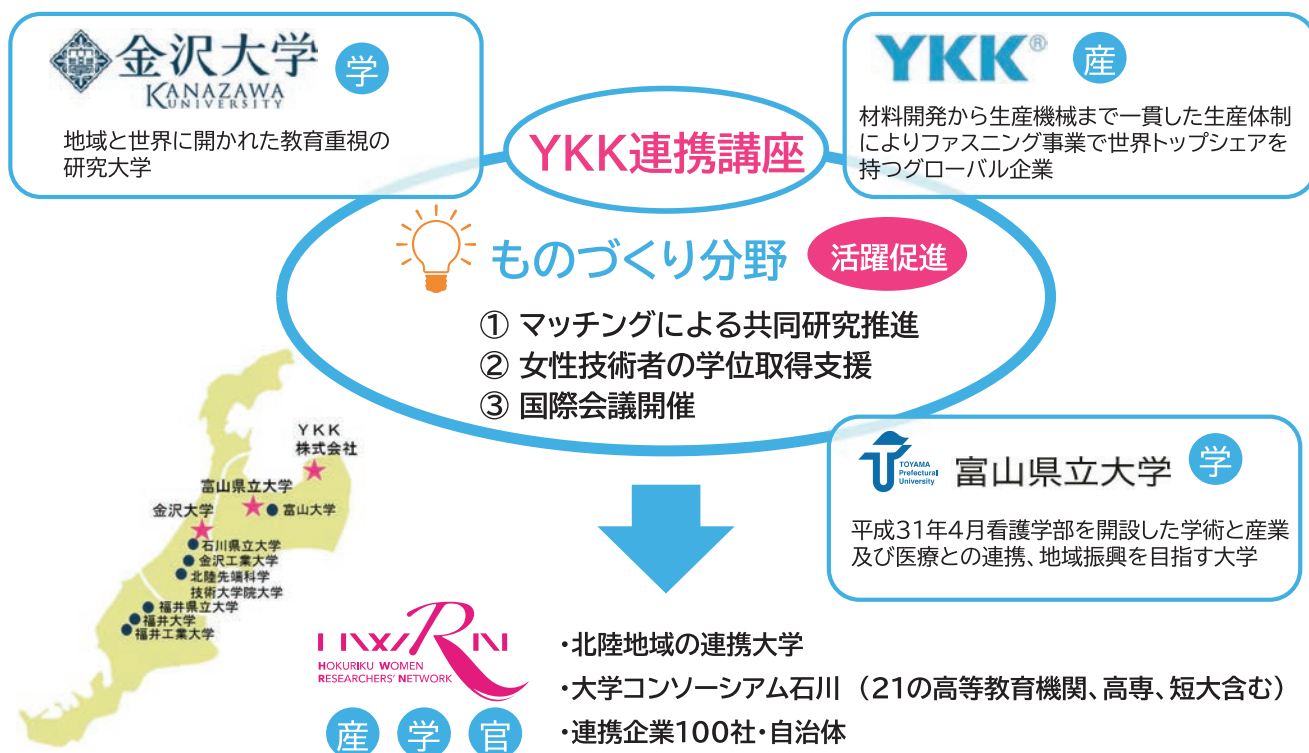 金沢大学
KANAZAWA
UNIVERSITY
学
地域と世界に開かれた教育重視の
研究大学
YKK®
産
材料開発から生産機械まで一貫した生産体制
によりファスニング事業で世界トップシェアを
持つグローバル企業
YKK連携講座
ものづくり分野
活躍促進
① マッチングによる共同研究推進
② 女性技術者の学位取得支援
③ 国際会議開催
TOYAMA
Prefectural
University
富山県立大学
学
平成31年4月看護学部を開設した学術と産業
及び医療との連携、地域振興を目指す大学
YKK
株式会社
富山県立大学
富山大学
金沢大学
石川県立大学
金沢工業大学
北陸先端科学
技術大学院大学
福井県立大学
福井大学
福井工業大学
HWRN
HOKURIKU WOMEN
RESEARCHERS' NETWORK
産 学 官
・北陸地域の連携大学
・大学コンソーシアム石川 （21の高等教育機関、高専、短大含む）
・連携企業100社・自治体